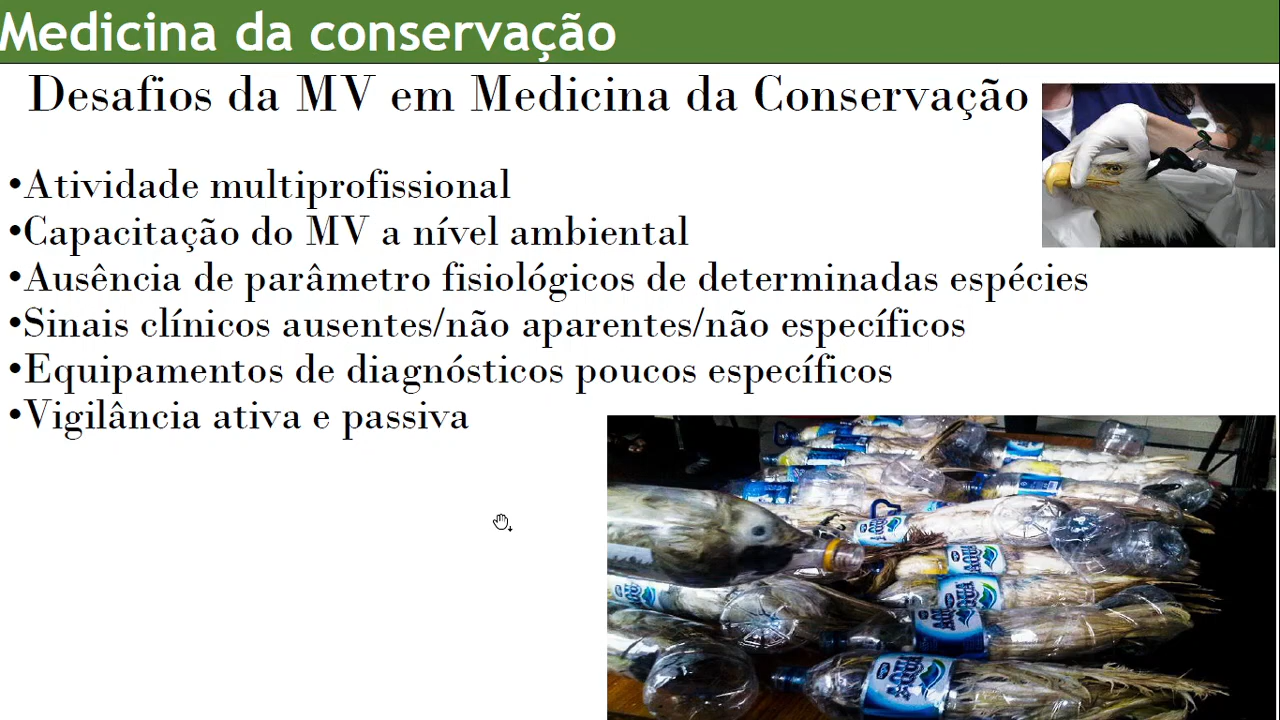 Medicina da conservação
Desafios da MV em Medicina da Conservação
•Atividade multiprofissional
•Capacitação do MV a nível ambiental
•Ausência de parâmetro fisiológicos de determinadas espécies
•Sinais clínicos ausentes/não aparentes/não específicos
•Equipamentos de diagnósticos poucos específicos
•Vigilância ativa e passiva